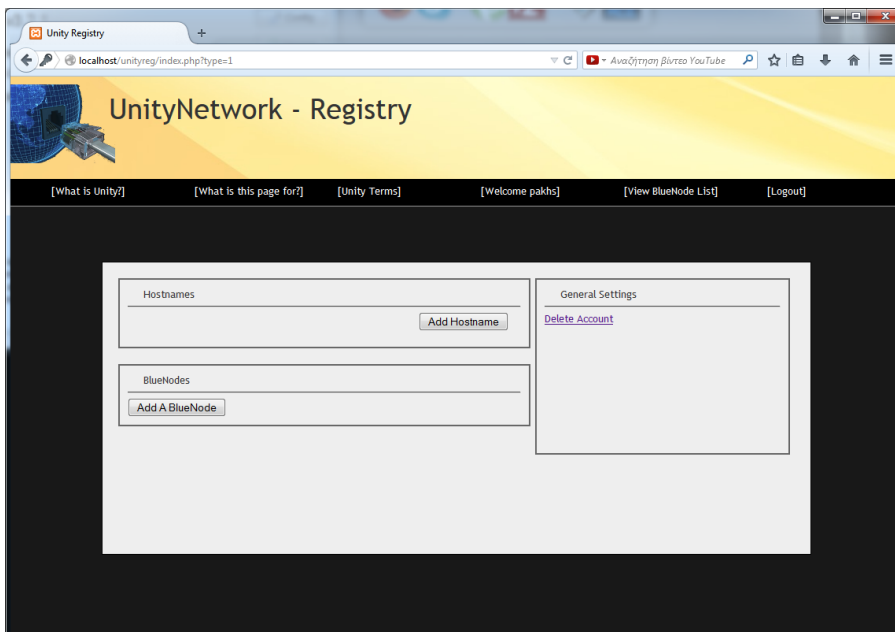 Unity Registry
localhost/unityreg/index.php?type=1
Αναζήτηση βίντεο YouTube
UnityNetwork - Registry
[What is Unity?] [What is this page for?] [Unity Terms] [Welcome pakhs] [View BlueNode List] [Logout]
Hostnames
Add Hostname
BlueNodes
Add A BlueNode
General Settings
Delete Account